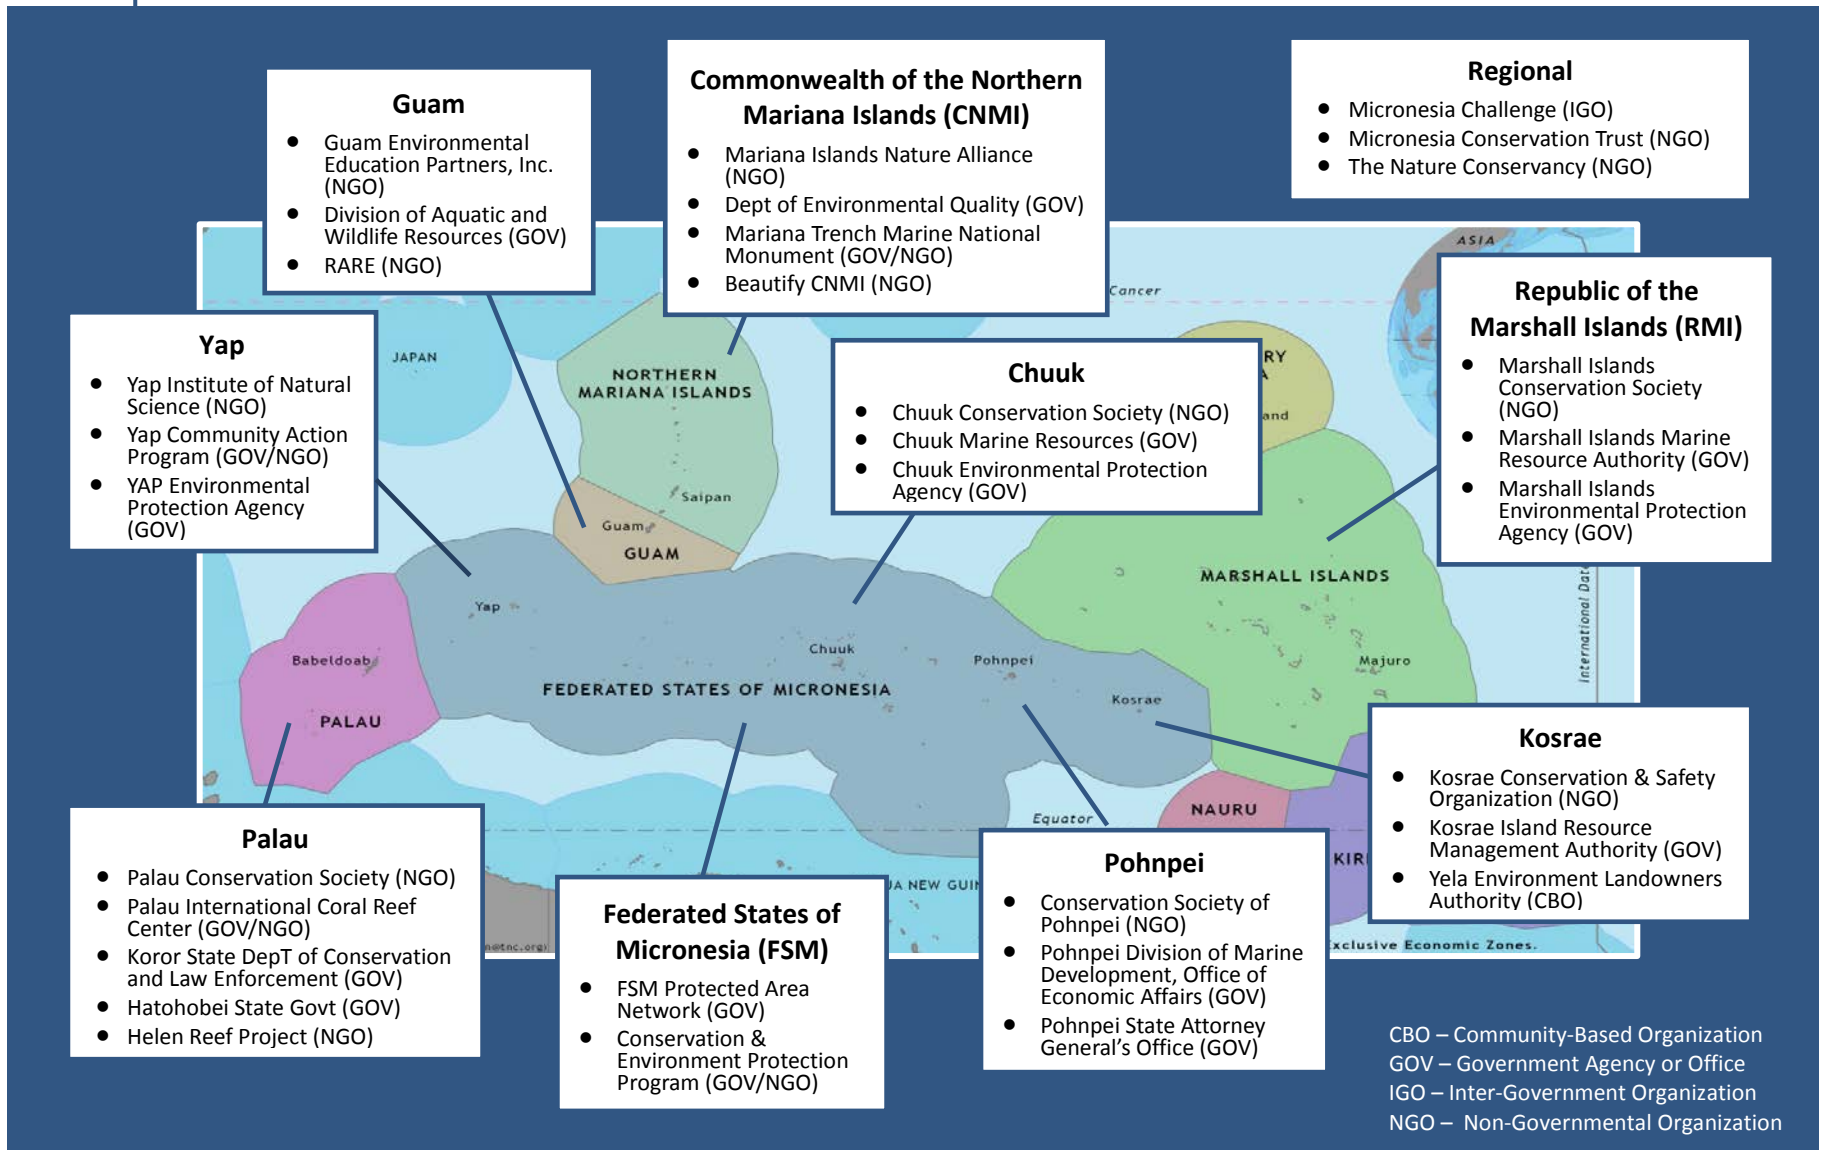 Guam
• Guam Environmental
Education Partners, Inc.
(NGO)
• Division of Aquatic and
Wildlife Resources (GOV)
• RARE (NGO)
Commonwealth of the Northern
Mariana Islands (CNMI)
• Mariana Islands Nature Alliance
(NGO)
• Dept of Environmental Quality (GOV)
• Mariana Trench Marine National
Monument (GOV/NGO)
• Beautify CNMI (NGO)
Regional
• Micronesia Challenge (IGO)
• Micronesia Conservation Trust (NGO)
• The Nature Conservancy (NGO)
Yap
• Yap Institute of Natural
Science (NGO)
• Yap Community Action
Program (GOV/NGO)
• YAP Environmental
Protection Agency
(GOV)
Chuuk
• Chuuk Conservation Society (NGO)
• Chuuk Marine Resources (GOV)
• Chuuk Environmental Protection
Agency (GOV)
Republic of the
Marshall Islands (RMI)
• Marshall Islands
Conservation Society
(NGO)
• Marshall Islands Marine
Resource Authority (GOV)
• Marshall Islands
Environmental Protection
Agency (GOV)
ASIA
Cancer
JAPAN
NORTHERN
MARIANA ISLANDS
RY
A
and
Saipan
Guam
GUAM
MARSHALL ISLANDS
International Date
Yap
Babeldoab
Chuuk
Pohnpei
Majuro
FEDERATED STATES OF MICRONESIA
Kosrae
PALAU
NAURU
Equator
KIRI
UA NEW GUIN
n@tnc.org)
Exclusive Economic Zones.
Palau
• Palau Conservation Society (NGO)
• Palau International Coral Reef
Center (GOV/NGO)
• Koror State DepT of Conservation
and Law Enforcement (GOV)
• Hatohobei State Govt (GOV)
• Helen Reef Project (NGO)
Federated States of
Micronesia (FSM)
• FSM Protected Area
Network (GOV)
• Conservation &
Environment Protection
Program (GOV/NGO)
Pohnpei
• Conservation Society of
Pohnpei (NGO)
• Pohnpei Division of Marine
Development, Office of
Economic Affairs (GOV)
• Pohnpei State Attorney
General's Office (GOV)
Kosrae
• Kosrae Conservation & Safety
Organization (NGO)
• Kosrae Island Resource
Management Authority (GOV)
• Yela Environment Landowners
Authority (CBO)
CBO – Community-Based Organization
GOV – Government Agency or Office
IGO – Inter-Government Organization
NGO – Non-Governmental Organization